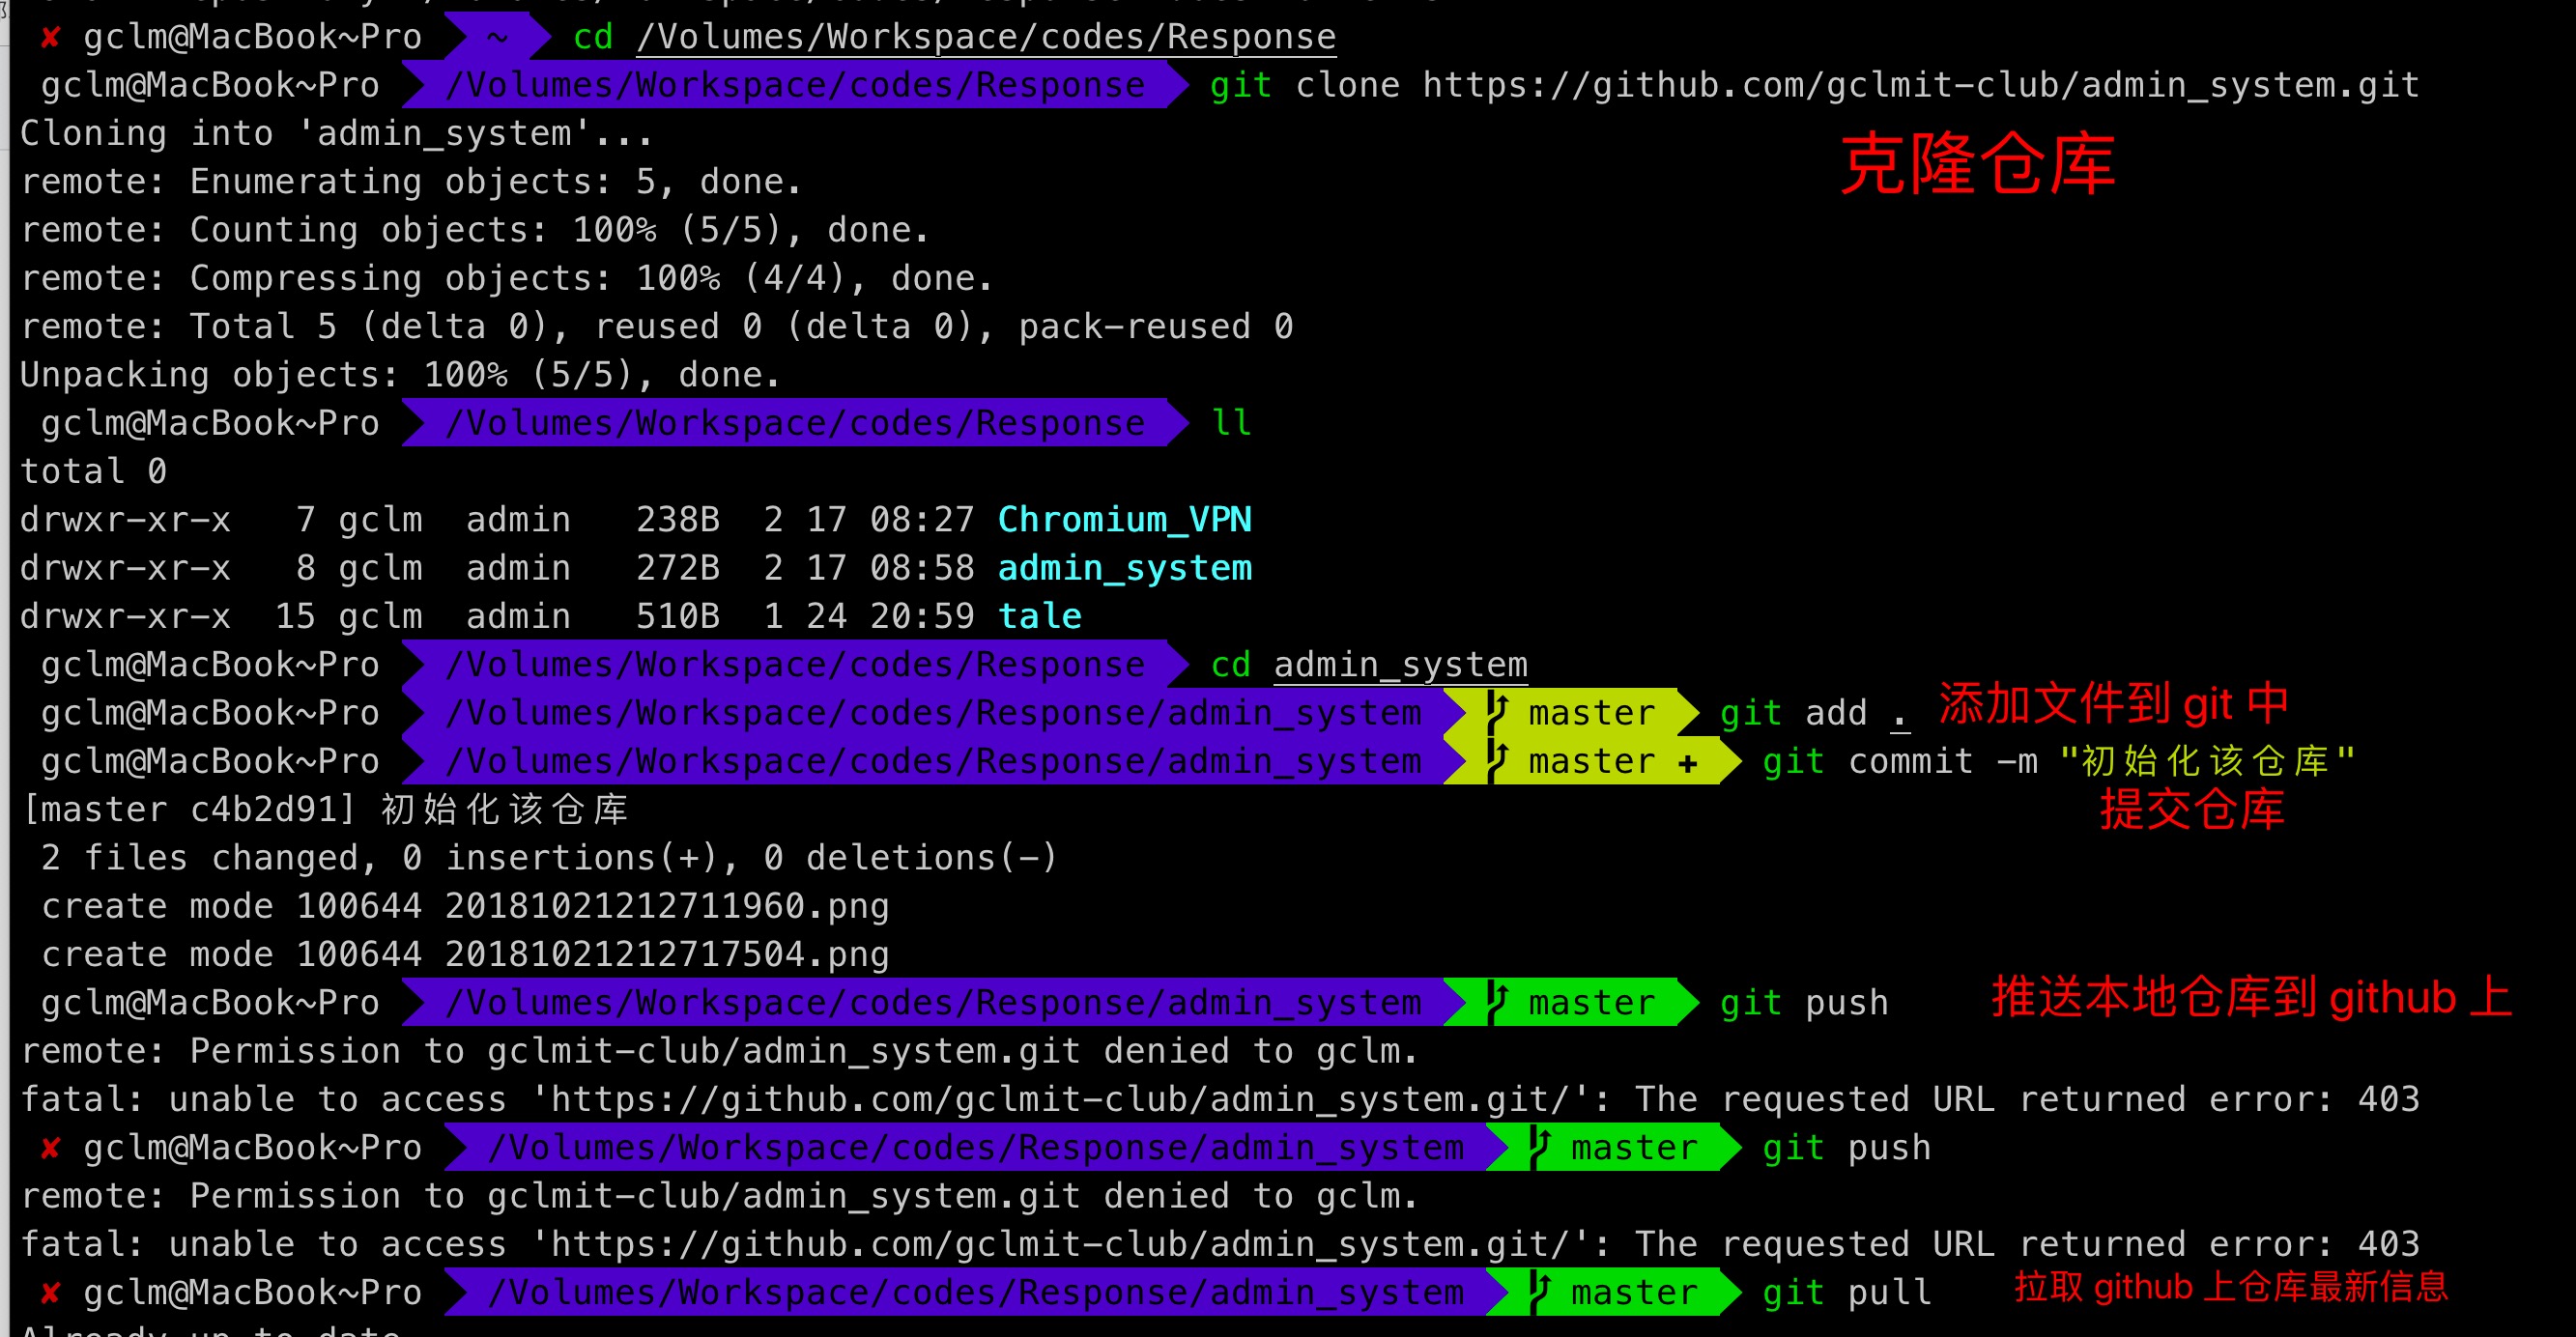 ✘ gclm@MacBook~Pro ~ cd /Volumes/Workspace/codes/Response
gclm@MacBook~Pro /Volumes/Workspace/codes/Response git clone https://github.com/gclmit-club/admin_system.git
Cloning into 'admin_system'...
克隆仓库
remote: Enumerating objects: 5, done.
remote: Counting objects: 100% (5/5), done.
remote: Compressing objects: 100% (4/4), done.
remote: Total 5 (delta 0), reused 0 (delta 0), pack-reused 0
Unpacking objects: 100% (5/5), done.
gclm@MacBook~Pro /Volumes/Workspace/codes/Response ll
total 0
drwxr-xr-x 7 gclm admin 238B 2 17 08:27 Chromium_VPN
drwxr-xr-x 8 gclm admin 272B 2 17 08:58 admin_system
drwxr-xr-x 15 gclm admin 510B 1 24 20:59 tale
gclm@MacBook~Pro /Volumes/Workspace/codes/Response cd admin_system
gclm@MacBook~Pro /Volumes/Workspace/codes/Response/admin_system master git add . 添加文件到 git 中
gclm@MacBook~Pro /Volumes/Workspace/codes/Response/admin_system master + git commit -m "初始化该仓库"
[master c4b2d91] 初始化该仓库 提交仓库
2 files changed, 0 insertions(+), 0 deletions(-)
create mode 100644 20181021212711960.png
create mode 100644 20181021212717504.png
gclm@MacBook~Pro /Volumes/Workspace/codes/Response/admin_system master git push 推送本地仓库到 github 上
remote: Permission to gclmit-club/admin_system.git denied to gclm.
fatal: unable to access 'https://github.com/gclmit-club/admin_system.git/': The requested URL returned error: 403
✘ gclm@MacBook~Pro /Volumes/Workspace/codes/Response/admin_system master git push
remote: Permission to gclmit-club/admin_system.git denied to gclm.
fatal: unable to access 'https://github.com/gclmit-club/admin_system.git/': The requested URL returned error: 403
✘ gclm@MacBook~Pro /Volumes/Workspace/codes/Response/admin_system master git pull 拉取 github 上仓库最新信息
Already up to date